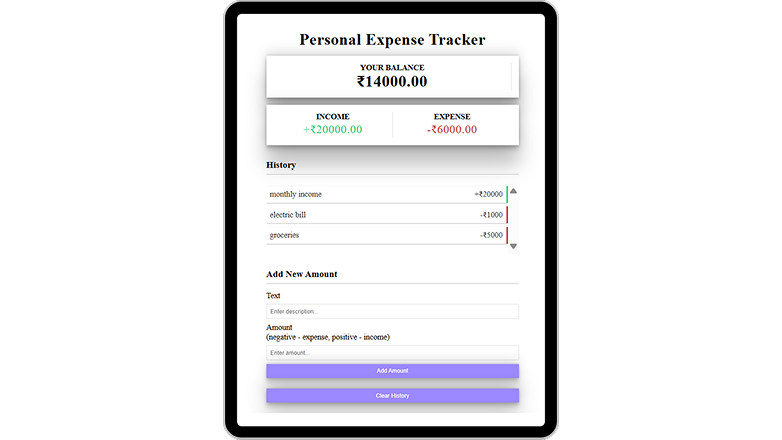 Personal Expense Tracker
YOUR BALANCE
₹14000.00
INCOME EXPENSE
+₹20000.00 -₹6000.00
History
monthly income +₹20000
electric bill -₹1000
groceries -₹5000
Add New Amount
Text
Enter description...
Amount
(negative - expense, positive - income)
Enter amount...
Add Amount
Clear History